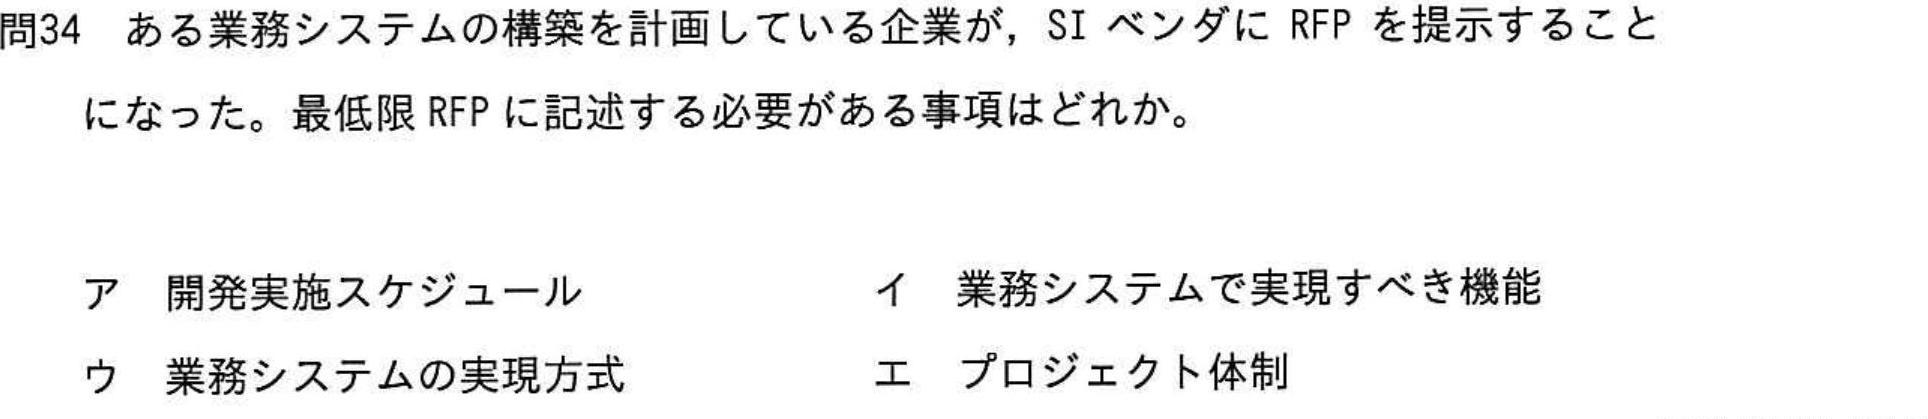 問34 ある業務システムの構築を計画している企業が，SI ベンダに RFP を提示すること
になった。最低限 RFP に記述する必要がある事項はどれか。
ア 開発実施スケジュール イ 業務システムで実現すべき機能
ウ 業務システムの実現方式 エ プロジェクト体制